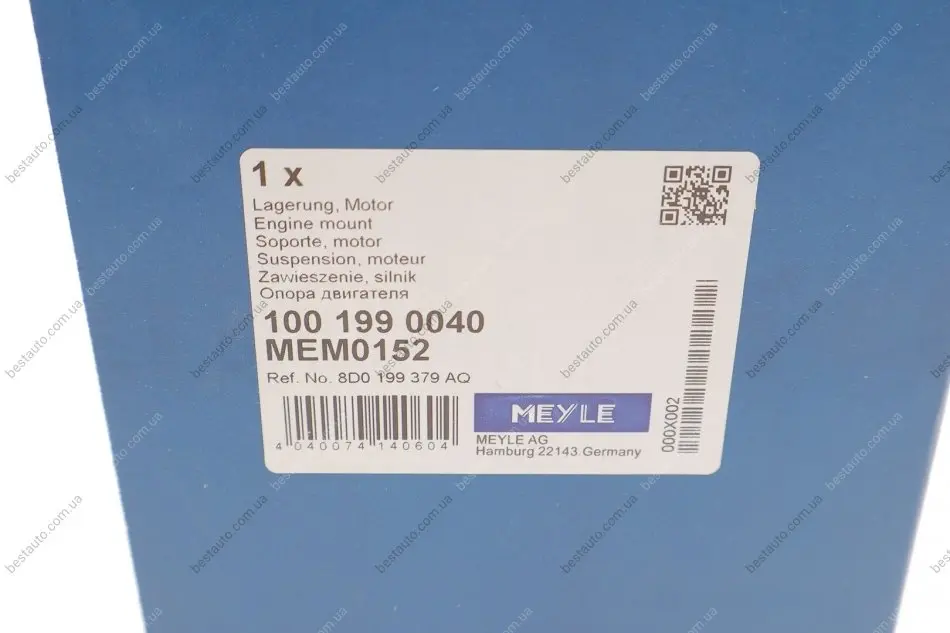 1 x
Lagerung, Motor
Engine mount
Soporte, motor
Suspension, moteur
Zawieszenie, silnik
Опора двигателя
100 199 0040
MEM0152
Ref. No. 8D0 199 379 AQ
4 040074 140604
MEYLE
MEYLE AG
Hamburg 22143 Germany
000X002
bestauto.com.ua